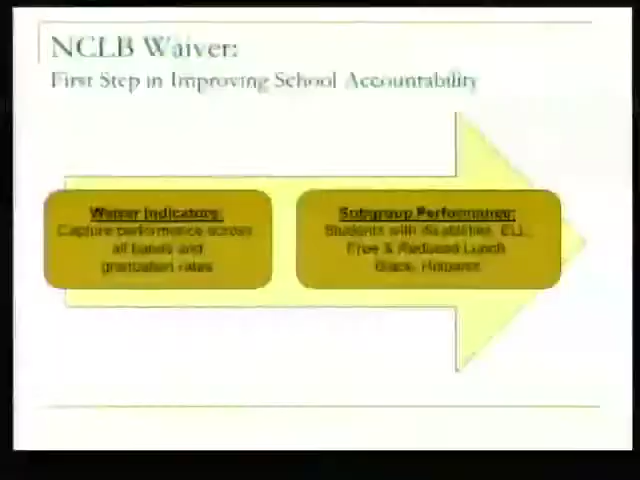 NCLB Waiver:
First Step in Improving School Accountability
Waiver Indicators:
Capture performance across
all bands and
graduation rates
Subgroup Performance:
Students with disabilities, ELL,
Free & Reduced Lunch
Black, Hispanic